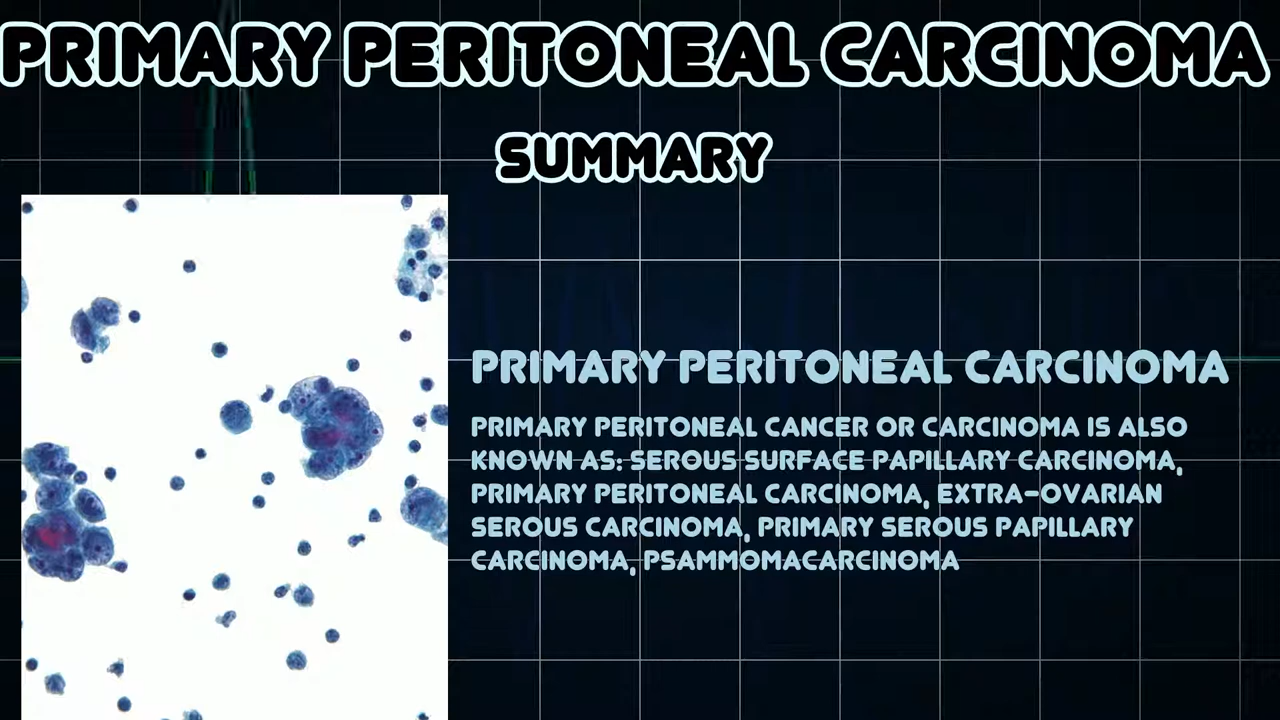 PRIMARY PERITONEAL CARCINOMA
SUMMARY
PRIMARY PERITONEAL CARCINOMA
PRIMARY PERITONEAL CANCER OR CARCINOMA IS ALSO
KNOWN AS: SEROUS SURFACE PAPILLARY CARCINOMA,
PRIMARY PERITONEAL CARCINOMA, EXTRA-OVARIAN
SEROUS CARCINOMA, PRIMARY SEROUS PAPILLARY
CARCINOMA, PSAMMOMACARCINOMA